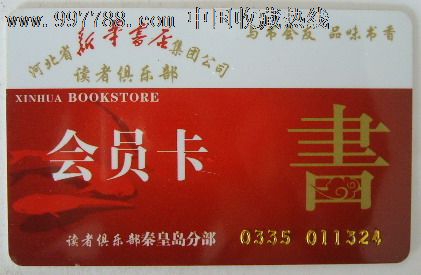 www.997788.com 中国收藏热线
与书会友 品味书香
河北省新华书店集团公司
读者俱乐部
XINHUA BOOKSTORE
会员卡
書
读者俱乐部秦皇岛分部 0335 011324